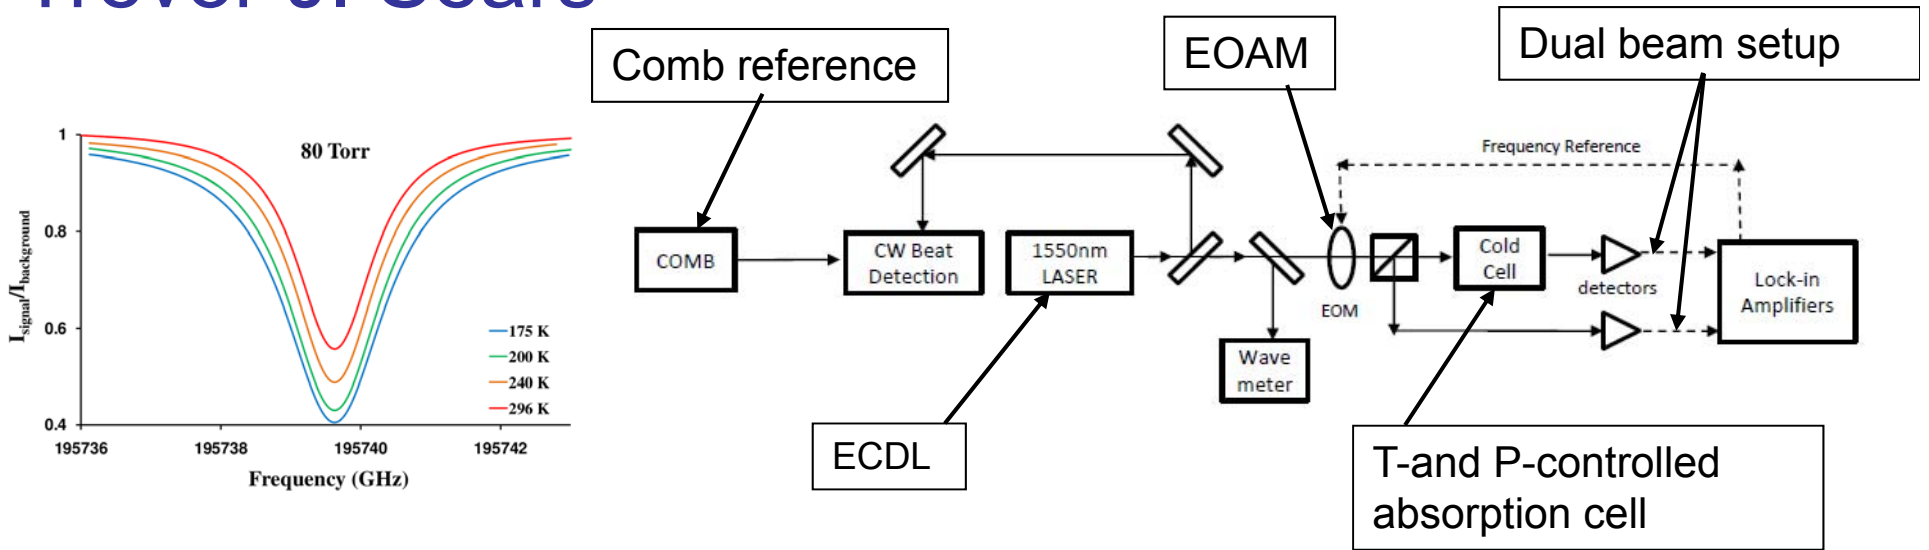 Comb reference
EOAM
Dual beam setup
1
80 Torr
0.8
0.6
0.4
I_signal/I_background
175 K
200 K
240 K
296 K
195736
195738
195740
195742
Frequency (GHz)
Frequency Reference
COMB
CW Beat
Detection
1550nm
LASER
EOM
Cold
Cell
detectors
Lock-in
Amplifiers
Wave
meter
ECDL
T-and P-controlled
absorption cell